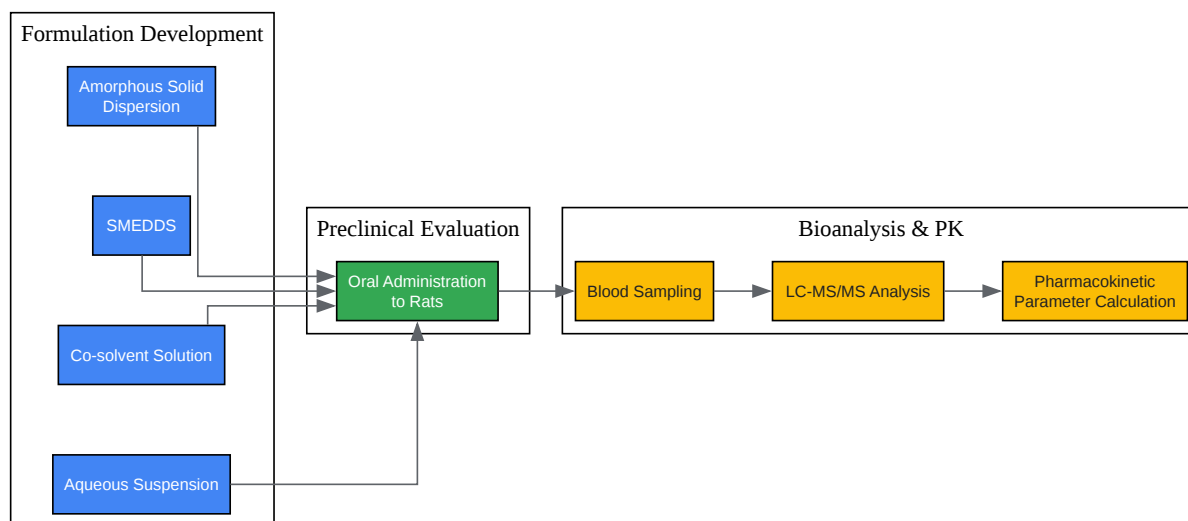 Formulation Development
Amorphous Solid
Dispersion
SMEDDS
Co-solvent Solution
Aqueous Suspension
Preclinical Evaluation
Oral Administration
to Rats
Bioanalysis & PK
Blood Sampling
LC-MS/MS Analysis
Pharmacokinetic
Parameter Calculation